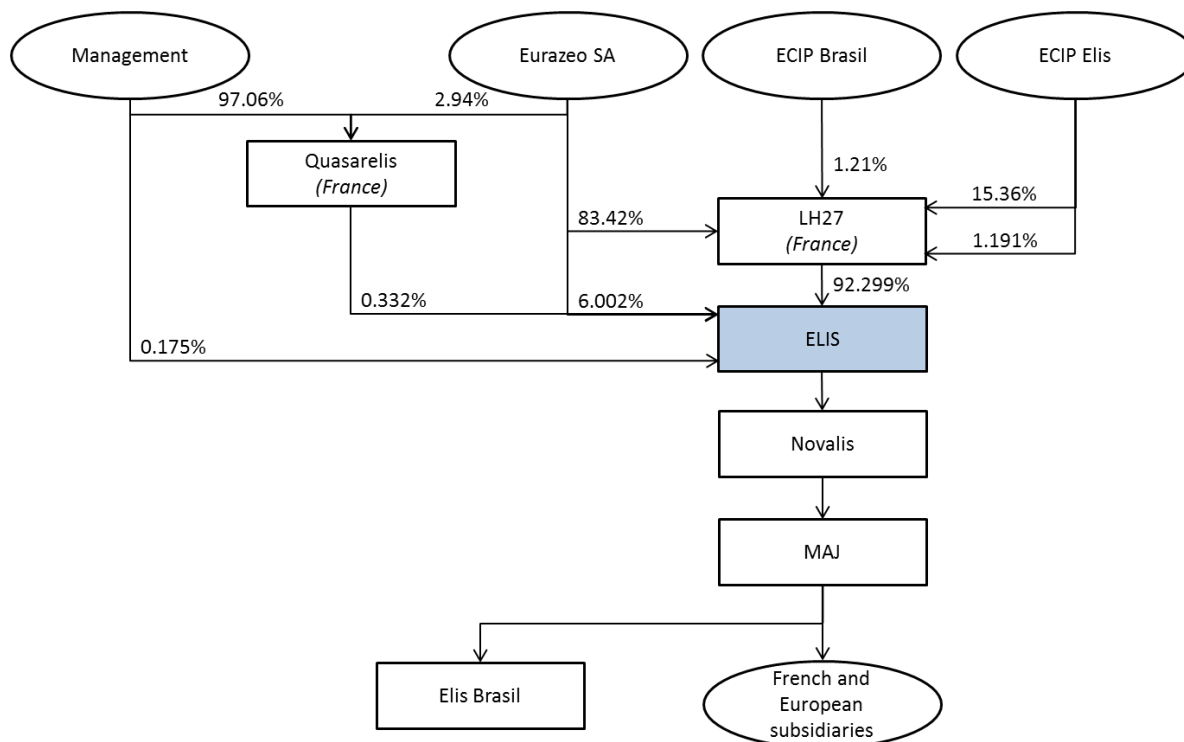 Management
Eurazeo SA
ECIP Brasil
ECIP Elis
97.06%
2.94%
Quasarelis
(France)
1.21%
83.42%
LH27
(France)
15.36%
1.191%
92.299%
0.332%
6.002%
ELIS
0.175%
Novalis
MAJ
Elis Brasil
French and
European
subsidiaries